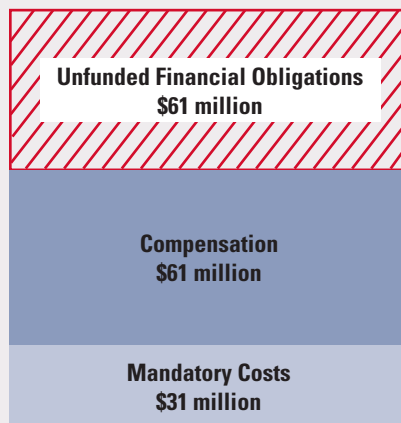 Unfunded Financial Obligations
$61 million
Compensation
$61 million
Mandatory Costs
$31 million